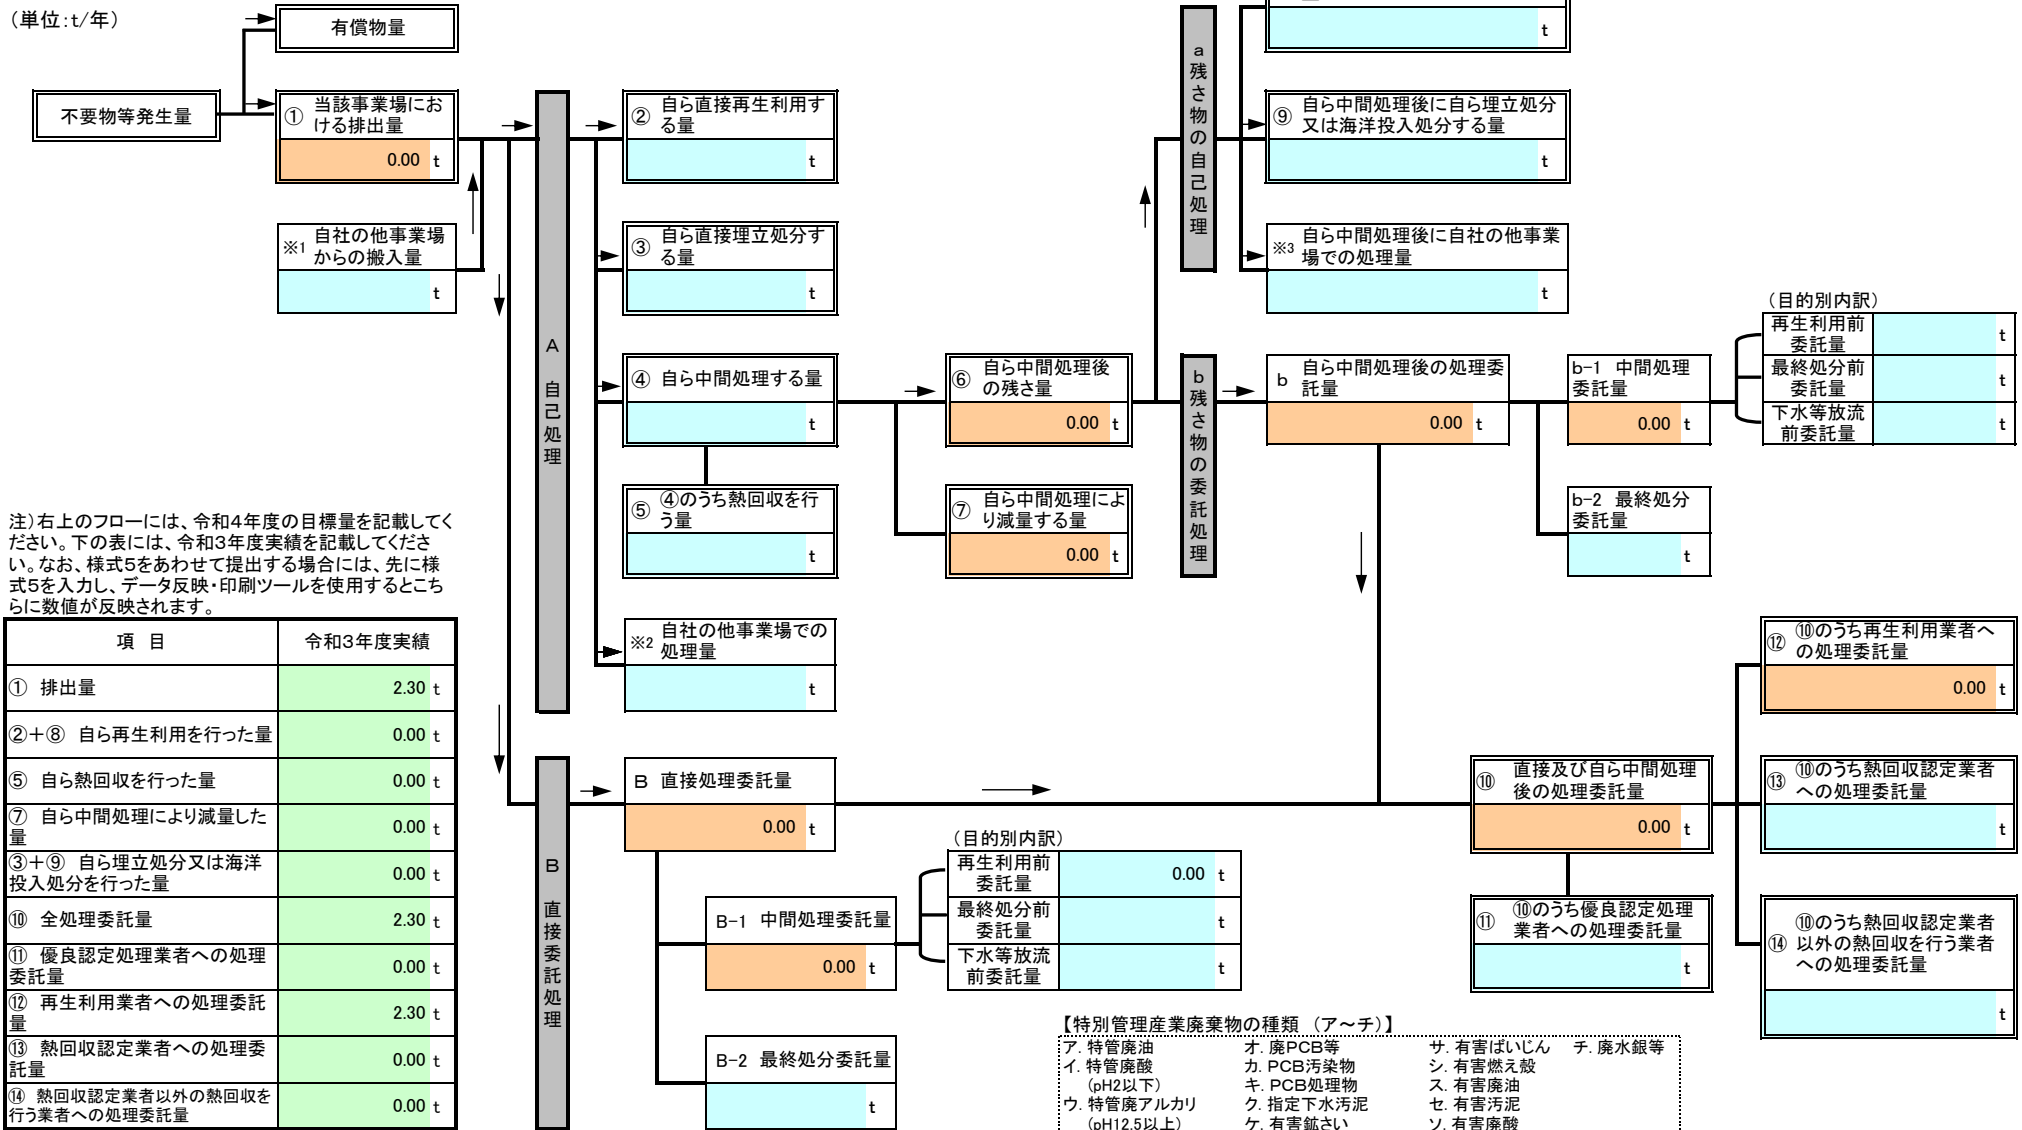 （単位：t/年）
有償物量
不要物等発生量
① 当該事業場にお
ける排出量
0.00 t
※1 自社の他事業場
からの搬入量
t
A 自己処理
② 自ら直接再生利用す
る量
t
③ 自ら直接埋立処分す
る量
t
④ 自ら中間処理する量
t
⑤ ④のうち熱回収を行
う量
t
※2 自社の他事業場での
処理量
t
⑥ 自ら中間処理後
の残さ量
0.00 t
⑦ 自ら中間処理によ
り減量する量
0.00 t
a 残さ物の自己処理
t
⑨ 自ら中間処理後に自ら埋立処分
又は海洋投入処分する量
t
※3 自ら中間処理後に自社の他事業
場での処理量
t
b 残さ物の委託処理
b 自ら中間処理後の処理委
託量
0.00 t
b-1 中間処理
委託量
0.00 t
（目的別内訳）
再生利用前
委託量
t
最終処分前
委託量
t
下水等放流
前委託量
t
b-2 最終処分
委託量
t
注）右上のフローには、令和４年度の目標量を記載してく
ださい。下の表には、令和３年度実績を記載してくださ
い。なお、様式５をあわせて提出する場合には、先に様
式５を入力し、データ反映・印刷ツールを使用するとこち
らに数値が反映されます。
項 目 令和３年度実績
① 排出量 2.30 t
②＋⑧ 自ら再生利用を行った量 0.00 t
⑤ 自ら熱回収を行った量 0.00 t
⑦ 自ら中間処理により減量した
量 0.00 t
③＋⑨ 自ら埋立処分又は海洋
投入処分を行った量 0.00 t
⑩ 全処理委託量 2.30 t
⑪ 優良認定処理業者への処理
委託量 0.00 t
⑫ 再生利用業者への処理委託
量 2.30 t
⑬ 熱回収認定業者への処理委
託量 0.00 t
⑭ 熱回収認定業者以外の熱回収を
行う業者への処理委託量 0.00 t
B 直接委託処理
B 直接処理委託量
0.00 t
B-1 中間処理委託量
0.00 t
（目的別内訳）
再生利用前
委託量
0.00 t
最終処分前
委託量
t
下水等放流
前委託量
t
B-2 最終処分委託量
t
⑩ 直接及び自ら中間処理
後の処理委託量
0.00 t
⑪ ⑩のうち優良認定処理
業者への処理委託量
t
⑫ ⑩のうち再生利用業者へ
の処理委託量
0.00 t
⑬ ⑩のうち熱回収認定業者
への処理委託量
t
⑭ ⑩のうち熱回収認定業者
以外の熱回収を行う業者
への処理委託量
t
【特別管理産業廃棄物の種類 （ア～チ）】
ア. 特管廃油 オ. 廃PCB等 サ. 有害ばいじん チ. 廃水銀等
イ. 特管廃酸 カ. PCB汚染物 シ. 有害燃え殻
（pH2以下） キ. PCB処理物 ス. 有害廃油
ウ. 特管廃アルカリ ク. 指定下水汚泥 セ. 有害汚泥
（pH12.5以上） ケ. 有害鉱さい ソ. 有害廃酸